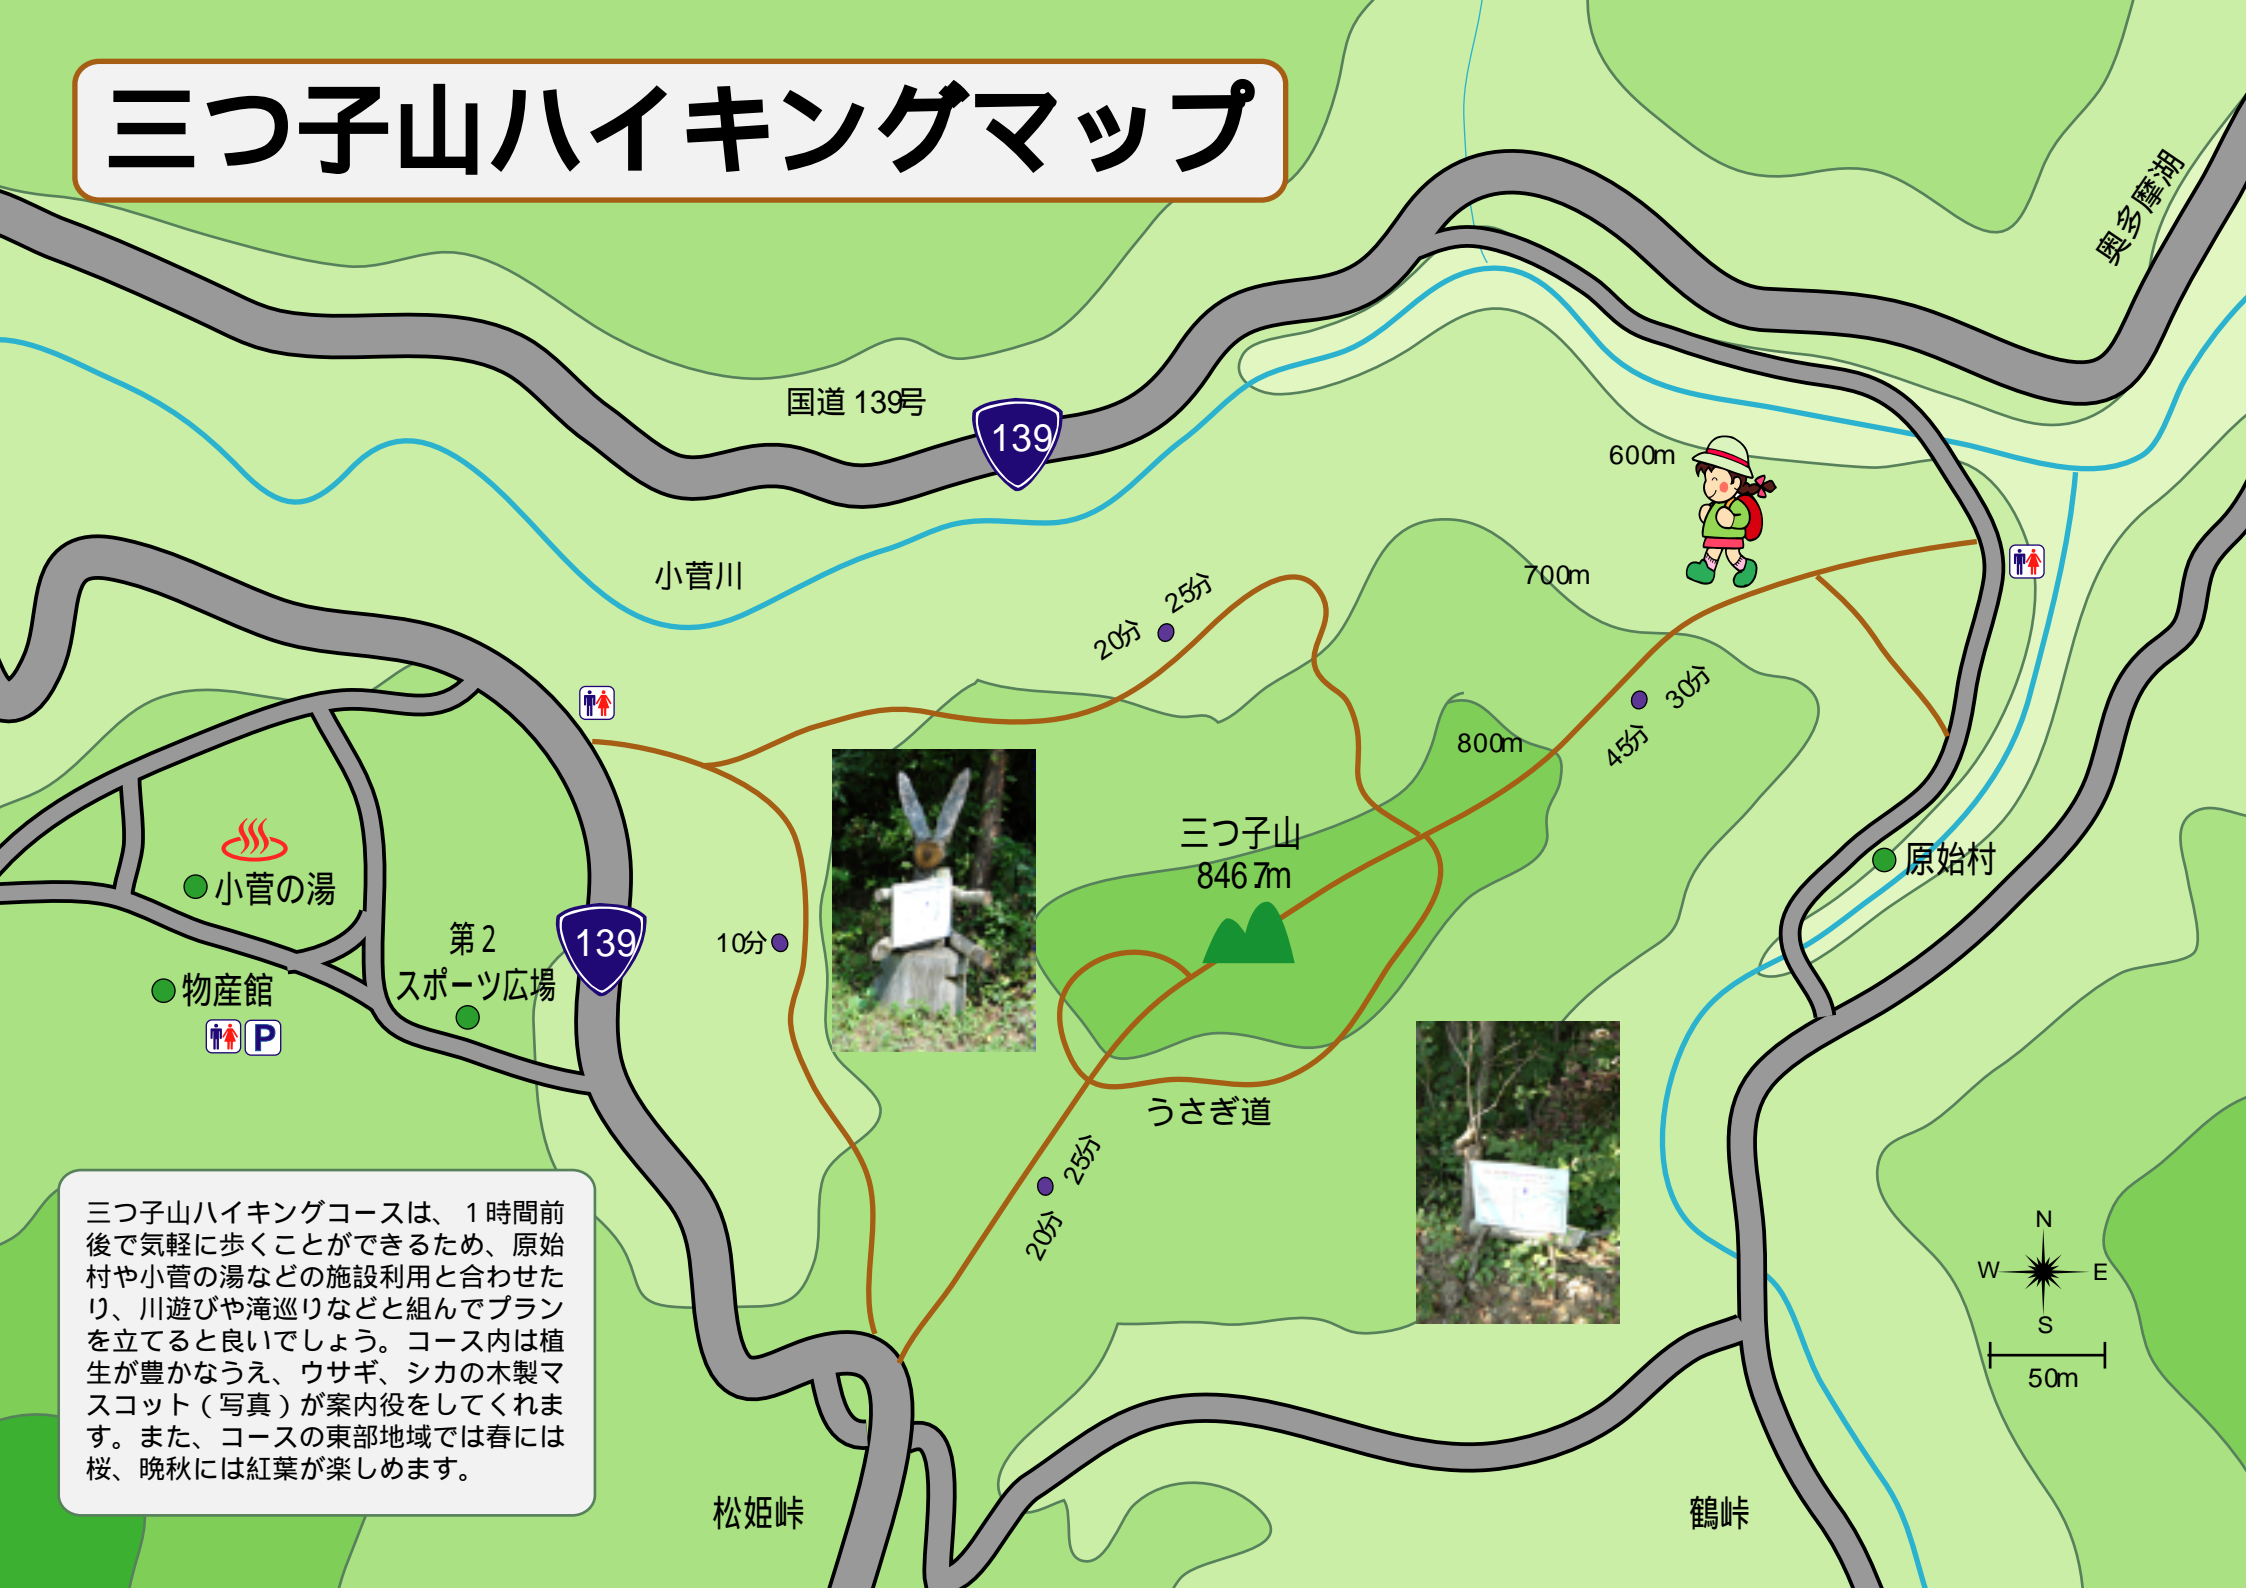 三つ子山ハイキングマップ
奥多摩湖
国道139号
139
600m
小菅川
700m
25分
20分
30分
45分
800m
三つ子山
846.7m
原始村
小菅の湯
第2
スポーツ広場
139
10分
物産館
P
うさぎ道
25分
20分
三つ子山ハイキングコースは、1時間前
後で気軽に歩くことができるため、原始
村や小菅の湯などの施設利用と合わせた
り、川遊びや滝巡りなどと組んでプラン
を立てると良いでしょう。コース内は植
生が豊かなうえ、ウサギ、シカの木製マ
スコット(写真)が案内役をしてくれま
す。また、コースの東部地域では春には
桜、晩秋には紅葉が楽しめます。
N
W E
S
50m
松姫峠
鶴峠